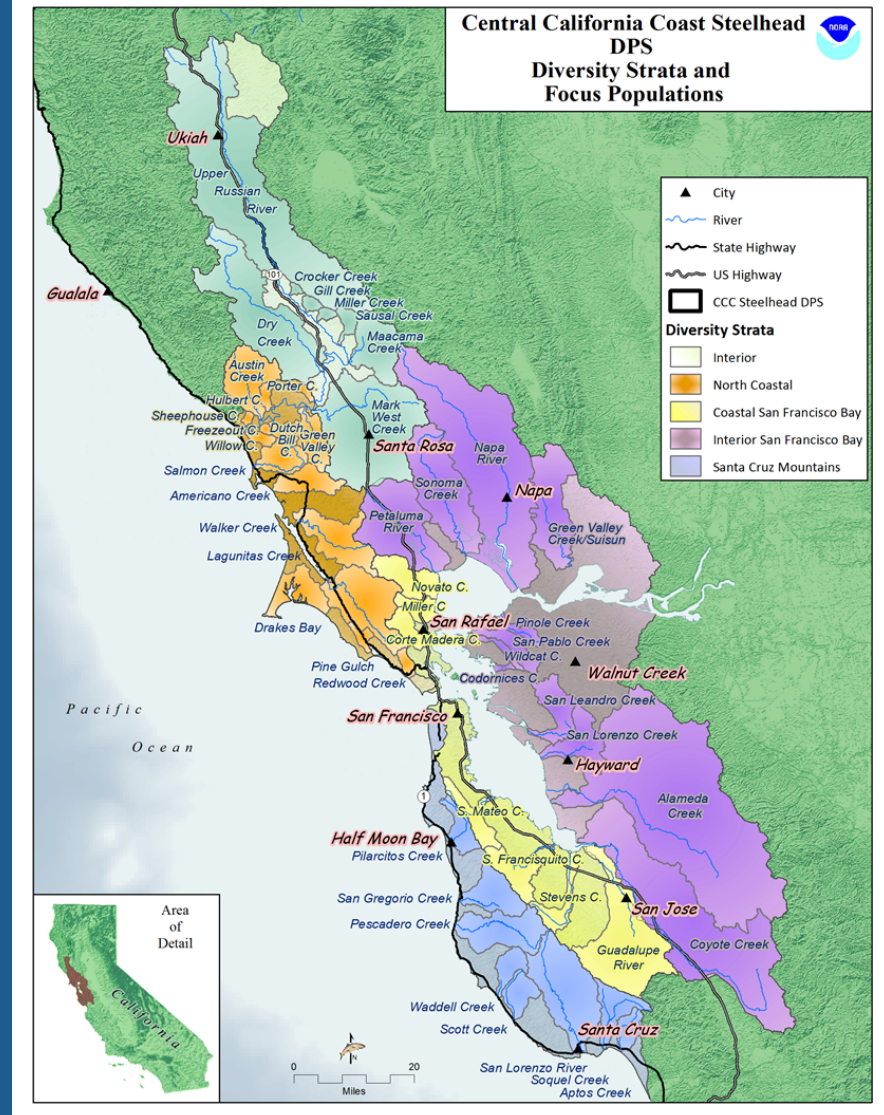 Central California Coast Steelhead
DPS
Diversity Strata and
Focus Populations
NOAA
City
River
State Highway
US Highway
CCC Steelhead DPS
Diversity Strata
Interior
North Coastal
Coastal San Francisco Bay
Interior San Francisco Bay
Santa Cruz Mountains
Ukiah
Upper
Russian
River
101
Gualala
Crocker Creek
Gill Creek
Miller Creek
Sausal Creek
Dry
Creek
Maacama
Creek
Austin
Creek
Porter C.
Hulbert C.
Sheephouse C.
Freezeout C.
Willow C.
Dutch
Bill
C.
Green
Valley
C.
Mark
West
Creek
Santa Rosa
Salmon Creek
Americano Creek
Napa
River
Sonoma
Creek
Napa
Petaluma
River
Green Valley
Creek/Suisun
Walker Creek
Lagunitas Creek
Novato C.
Miller C
San Rafael
Corte Madera C.
Drakes Bay
Pinole Creek
San Pablo Creek
Wildcat C.
Walnut Creek
Pine Gulch
Redwood Creek
Codornices C.
San Leandro Creek
Pacific
Ocean
San Francisco
San Lorenzo Creek
Hayward
1
Alameda
Creek
S. Mateo C.
Half Moon Bay
Pilarcitos Creek
S. Francisquito C.
San Gregorio Creek
Stevens C.
San Jose
Pescadero Creek
Guadalupe
River
Coyote Creek
Waddell Creek
Scott Creek
Santa Cruz
San Lorenzo River
Soquel Creek
Aptos Creek
Area
of
Detail
California
N
0 20
Miles